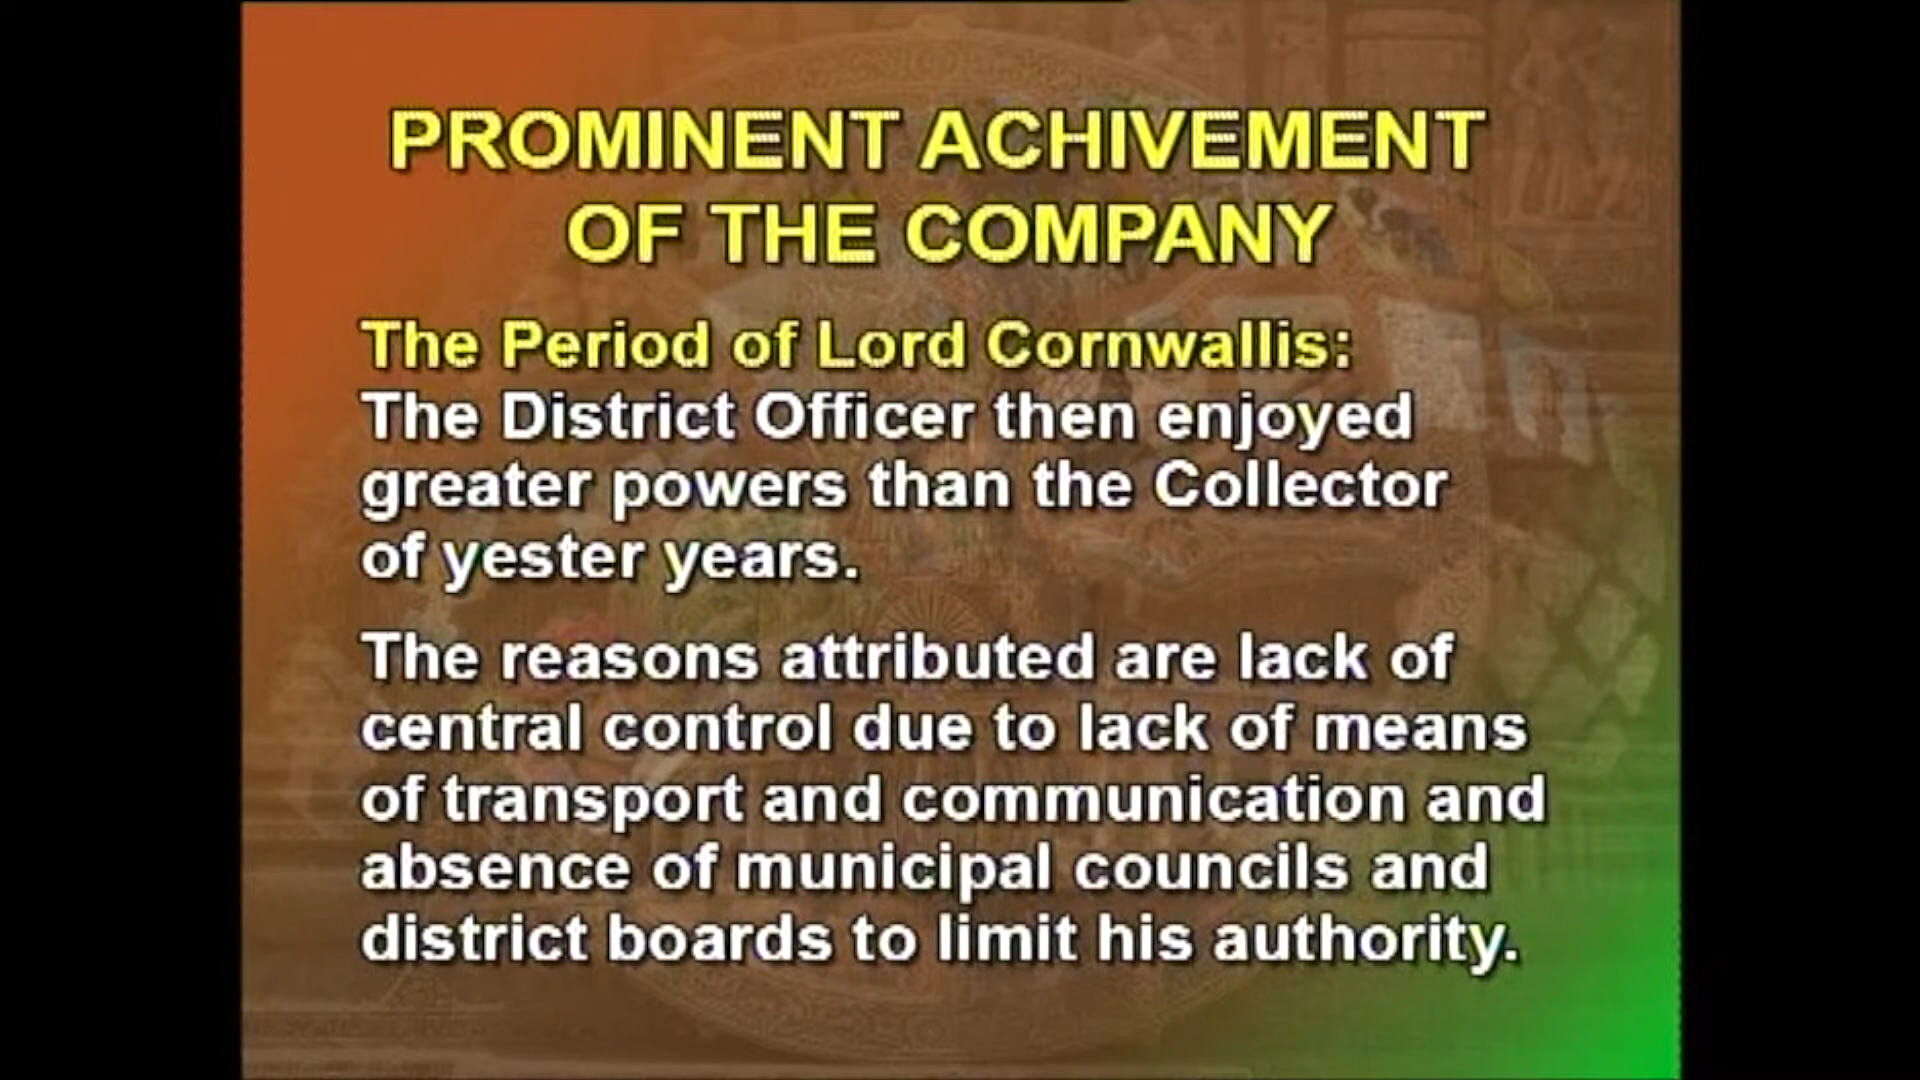 PROMINENT ACHIVEMENT
OF THE COMPANY
The Period of Lord Cornwallis:
The District Officer then enjoyed
greater powers than the Collector
of yester years.
The reasons attributed are lack of
central control due to lack of means
of transport and communication and
absence of municipal councils and
district boards to limit his authority.